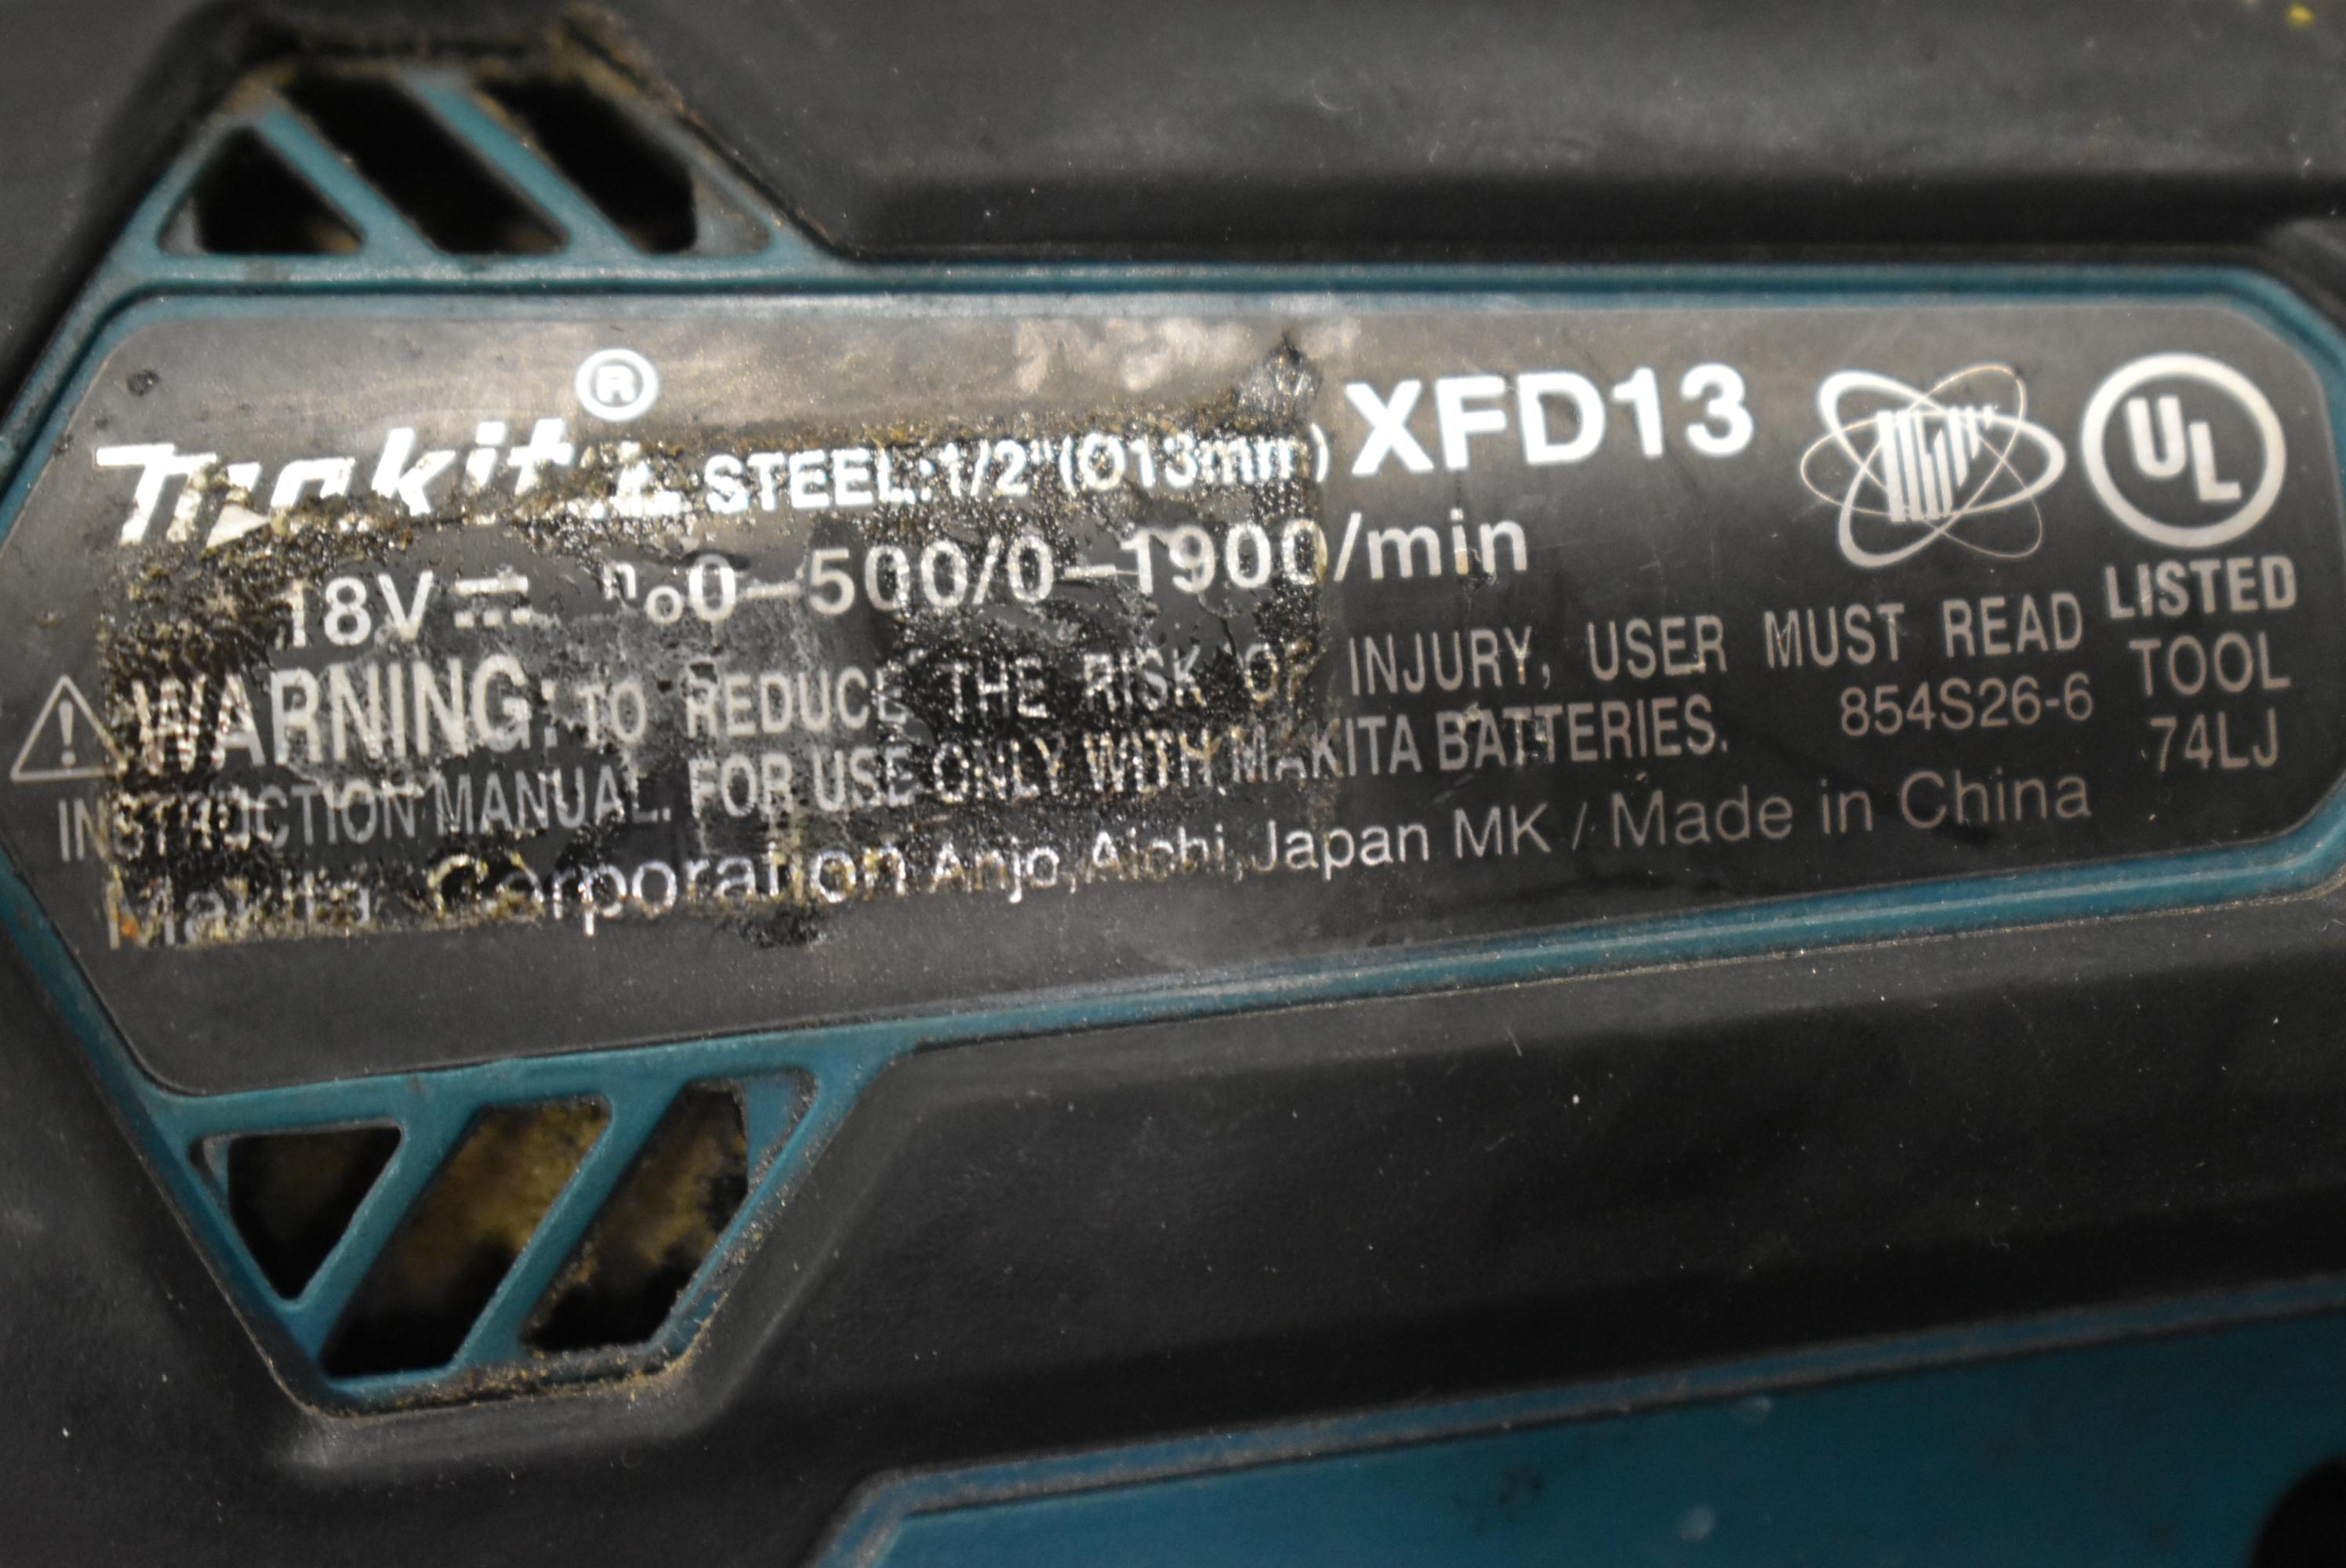 Makita® STEEL:1/2"(Ø13mm) XFD13
18V⎓ n₀0-500/0-1900/min
⚠WARNING: TO REDUCE THE RISK OF INJURY, USER MUST READ
INSTRUCTION MANUAL. FOR USE ONLY WITH MAKITA BATTERIES. 854S26-6
Makita Corporation Anjo,Aichi,Japan MK / Made in China
UL
LISTED
TOOL
74LJ